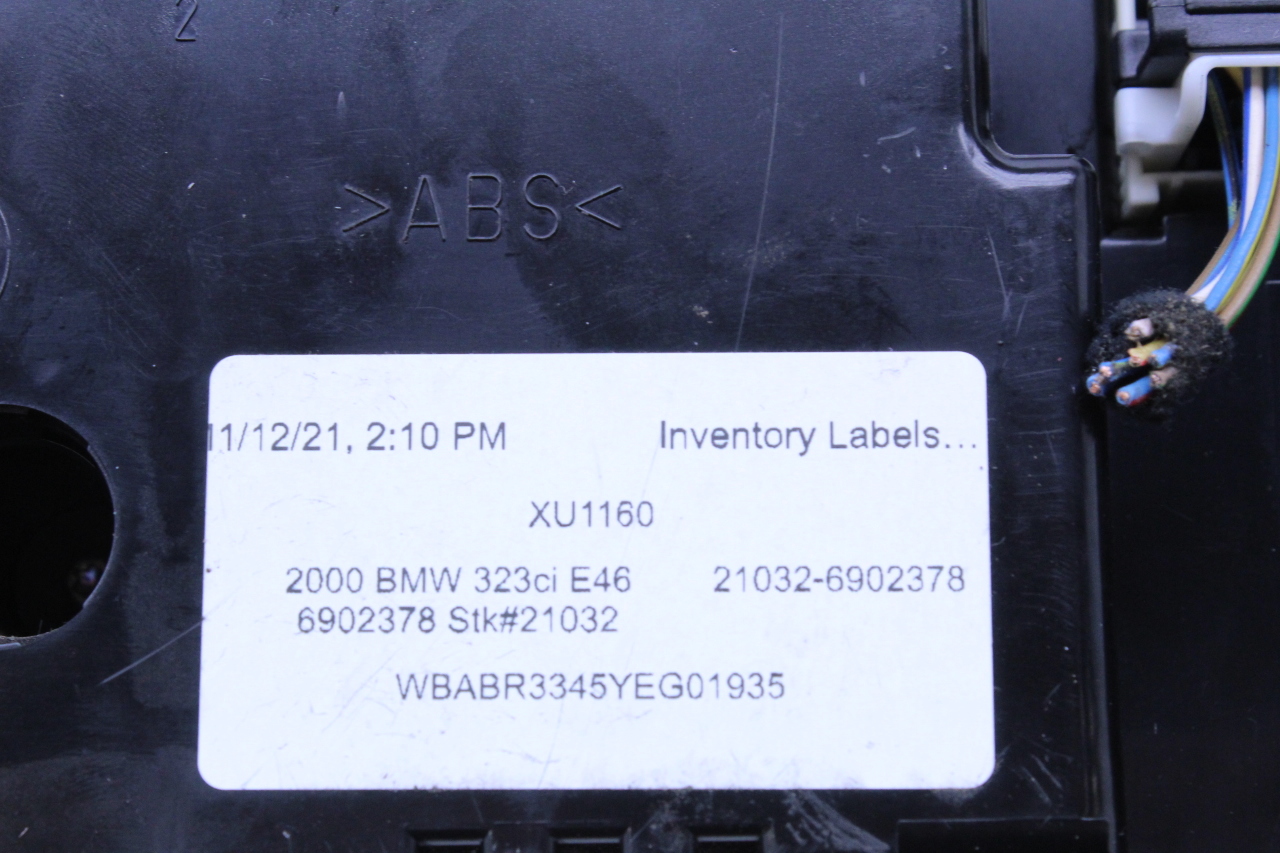 2
>ABS<
11/12/21, 2:10 PM Inventory Labels...
XU1160
2000 BMW 323ci E46 21032-6902378
6902378 Stk#21032
WBABR3345YEG01935